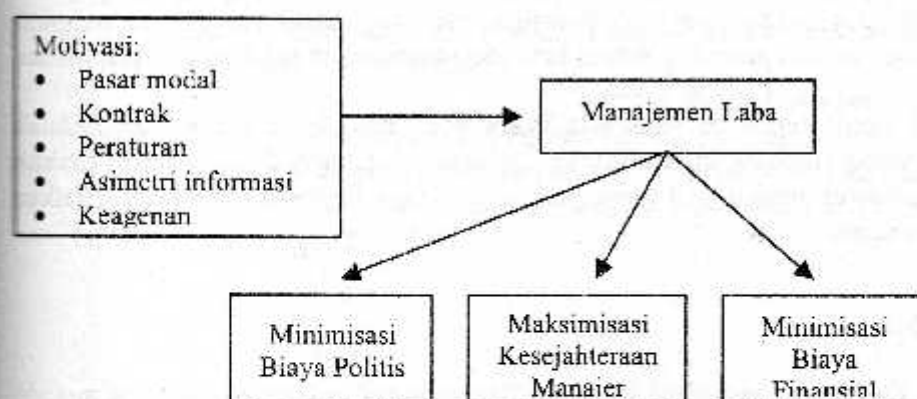 Motivasi:
• Pasar modal
• Kontrak
• Peraturan
• Asimetri informasi
• Keagenan
Manajemen Laba
Minimisasi
Biaya Politis
Maksimisasi
Kesejahteraan
Manajer
Minimisasi
Biaya
Finansial